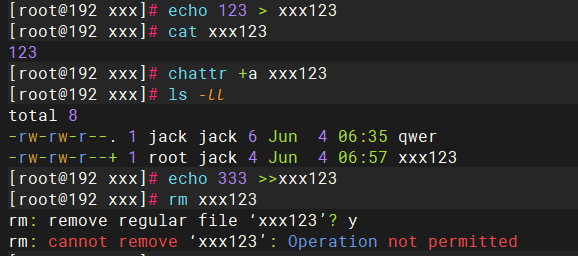 [root@192 xxx]# echo 123 > xxx123
[root@192 xxx]# cat xxx123
123
[root@192 xxx]# chattr +a xxx123
[root@192 xxx]# ls -ll
total 8
-rw-rw-r--. 1 jack jack 6 Jun  4 06:35 qwer
-rw-rw-r--+ 1 root jack 4 Jun  4 06:57 xxx123
[root@192 xxx]# echo 333 >>xxx123
[root@192 xxx]# rm xxx123
rm: remove regular file ‘xxx123’? y
rm: cannot remove ‘xxx123’: Operation not permitted